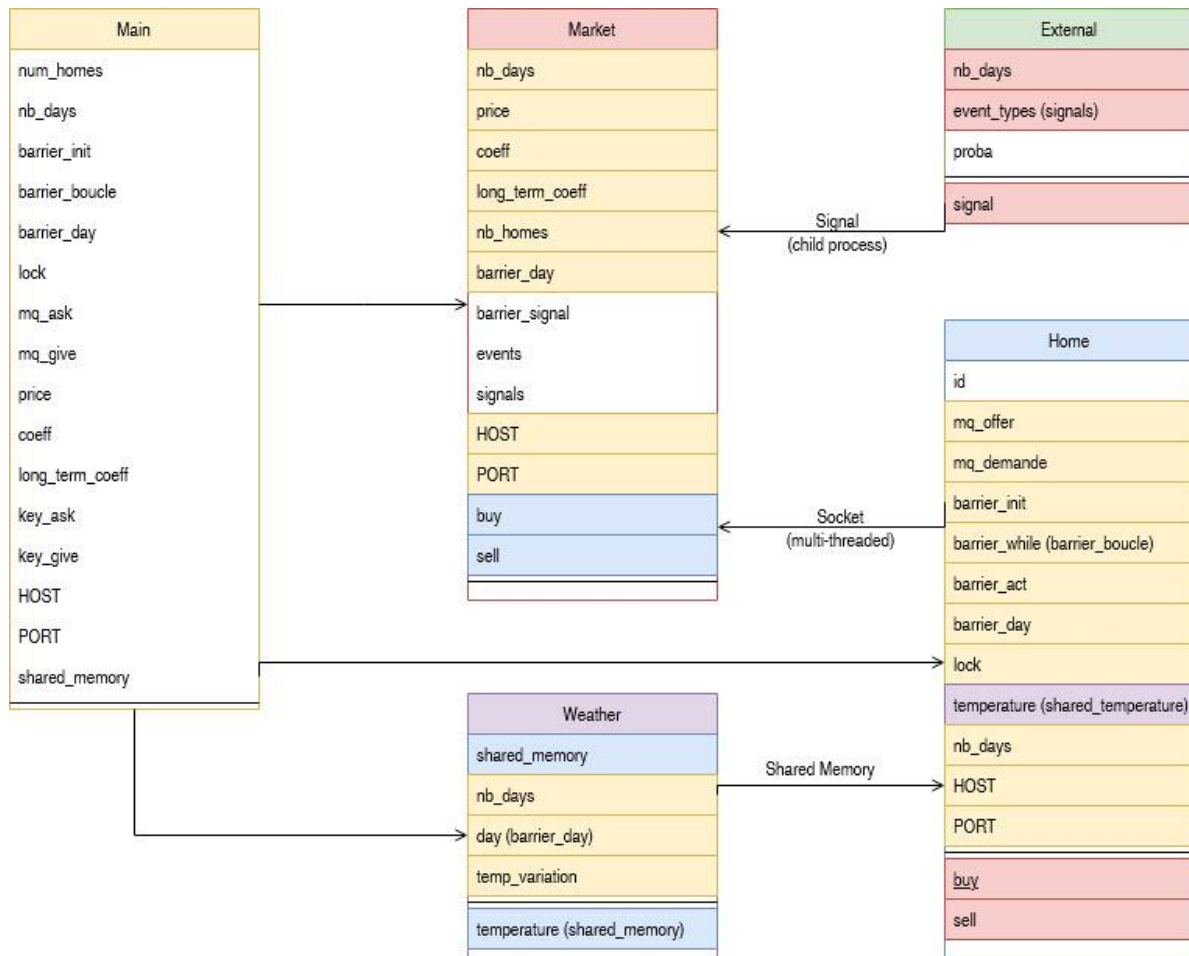 Main
num_homes
nb_days
barrier_init
barrier_boucle
barrier_day
lock
mq_ask
mq_give
price
coeff
long_term_coeff
key_ask
key_give
HOST
PORT
shared_memory
Market
nb_days
price
coeff
long_term_coeff
nb_homes
barrier_day
barrier_signal
events
signals
HOST
PORT
buy
sell
External
nb_days
event_types (signals)
proba
signal
Signal
(child process)
Home
id
mq_offer
mq_demande
barrier_init
barrier_while (barrier_boucle)
barrier_act
barrier_day
lock
temperature (shared_temperature)
nb_days
HOST
PORT
buy
sell
Socket
(multi-threaded)
Weather
shared_memory
nb_days
day (barrier_day)
temp_variation
temperature (shared_memory)
Shared Memory